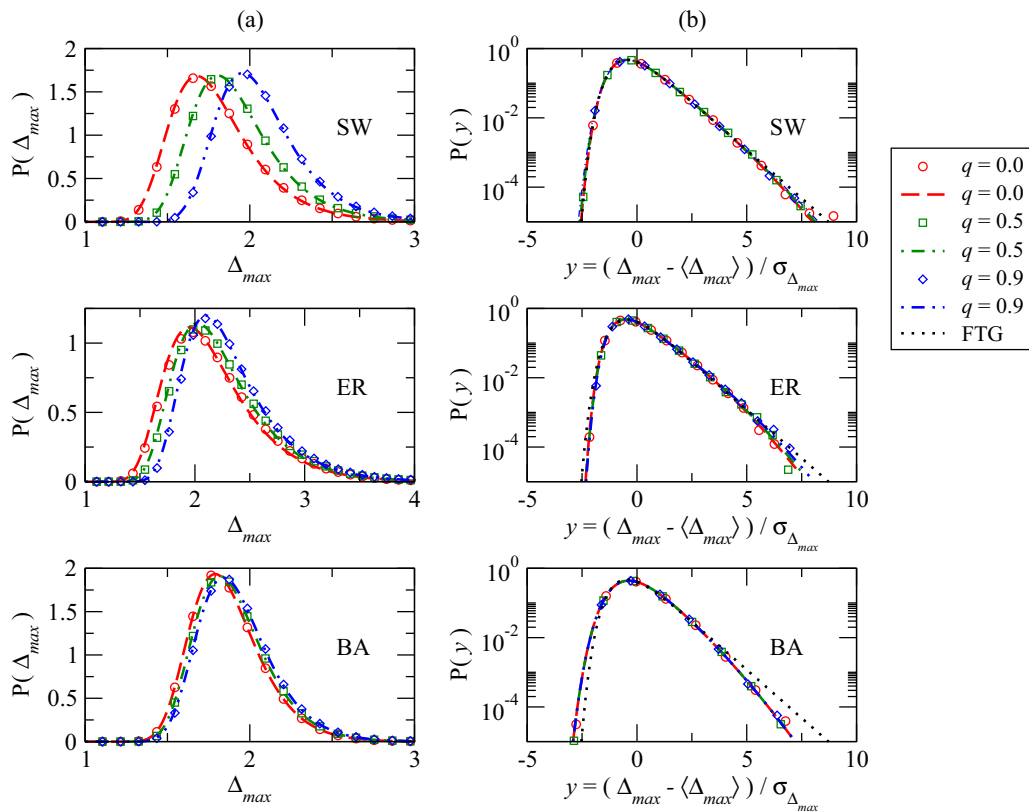 (a)
(b)
P(Δmax)
2
1.5
1
0.5
0
SW
1
2
3
Δmax
P(y)
10^0
10^-2
10^-4
SW
-5
0
5
10
y = (Δmax - ⟨Δmax⟩) / σΔmax
q = 0.0
q = 0.0
q = 0.5
q = 0.5
q = 0.9
q = 0.9
FTG
P(Δmax)
1
0.5
0
ER
1
2
3
4
Δmax
P(y)
10^0
10^-2
10^-4
ER
-5
0
5
10
y = (Δmax - ⟨Δmax⟩) / σΔmax
P(Δmax)
2
1.5
1
0.5
0
BA
1
2
3
Δmax
P(y)
10^0
10^-2
10^-4
BA
-5
0
5
10
y = (Δmax - ⟨Δmax⟩) / σΔmax